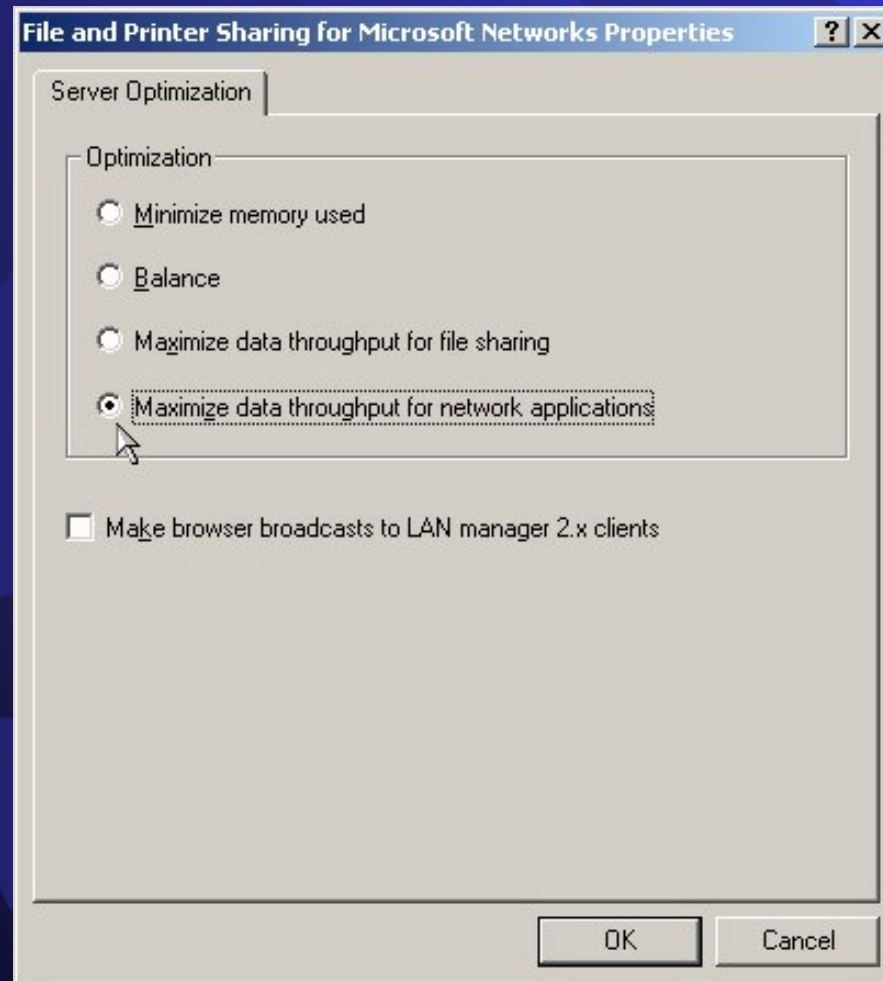 File and Printer Sharing for Microsoft Networks Properties
Server Optimization
Optimization
Minimize memory used
Balance
Maximize data throughput for file sharing
Maximize data throughput for network applications
Make browser broadcasts to LAN manager 2.x clients
OK Cancel